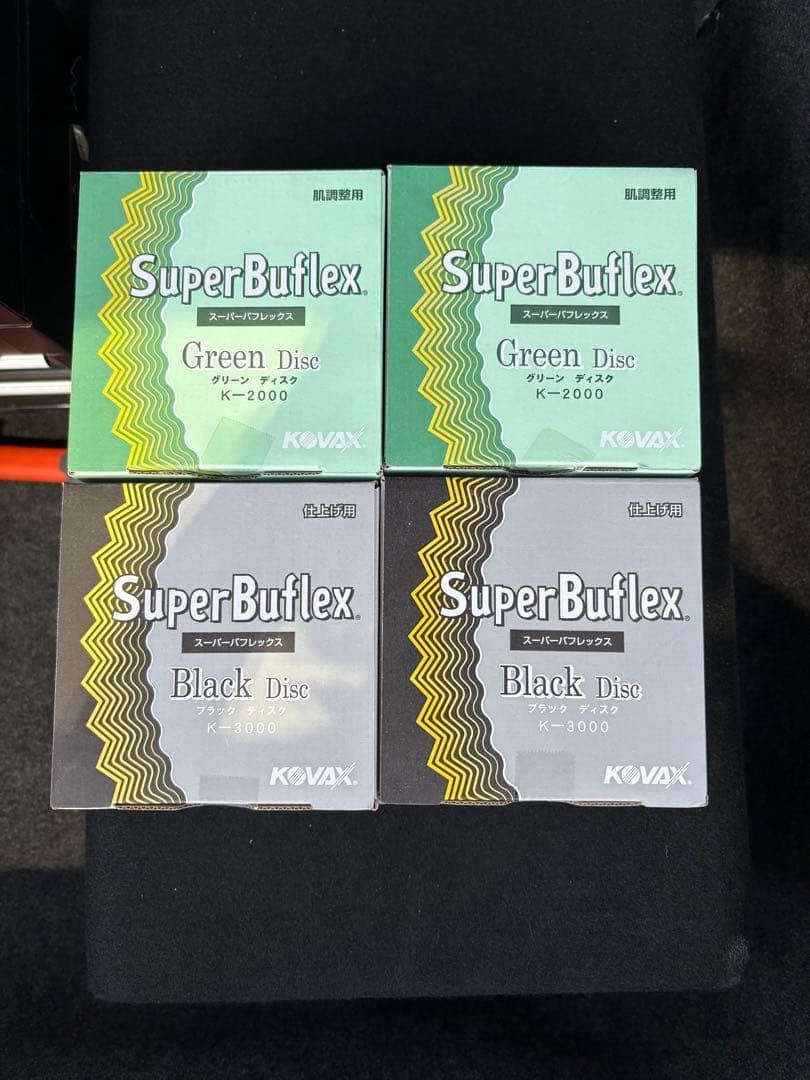 肌調整用
SuperBuflex®
スーパーバフレックス
Green Disc
グリーン ディスク
K—2000
KOVAX®
肌調整用
SuperBuflex®
スーパーバフレックス
Green Disc
グリーン ディスク
K—2000
KOVAX®
仕上げ用
SuperBuflex®
スーパーバフレックス
Black Disc
ブラック ディスク
K—3000
KOVAX®
仕上げ用
SuperBuflex®
スーパーバフレックス
Black Disc
ブラック ディスク
K—3000
KOVAX®